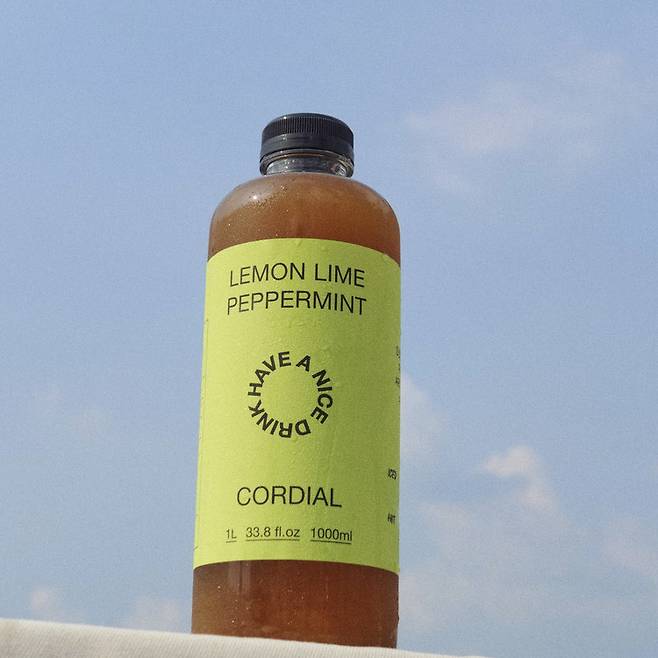 LEMON LIME
PEPPERMINT
HAVE A NICE DRINK
CORDIAL
1L 33.8 fl.oz 1000ml